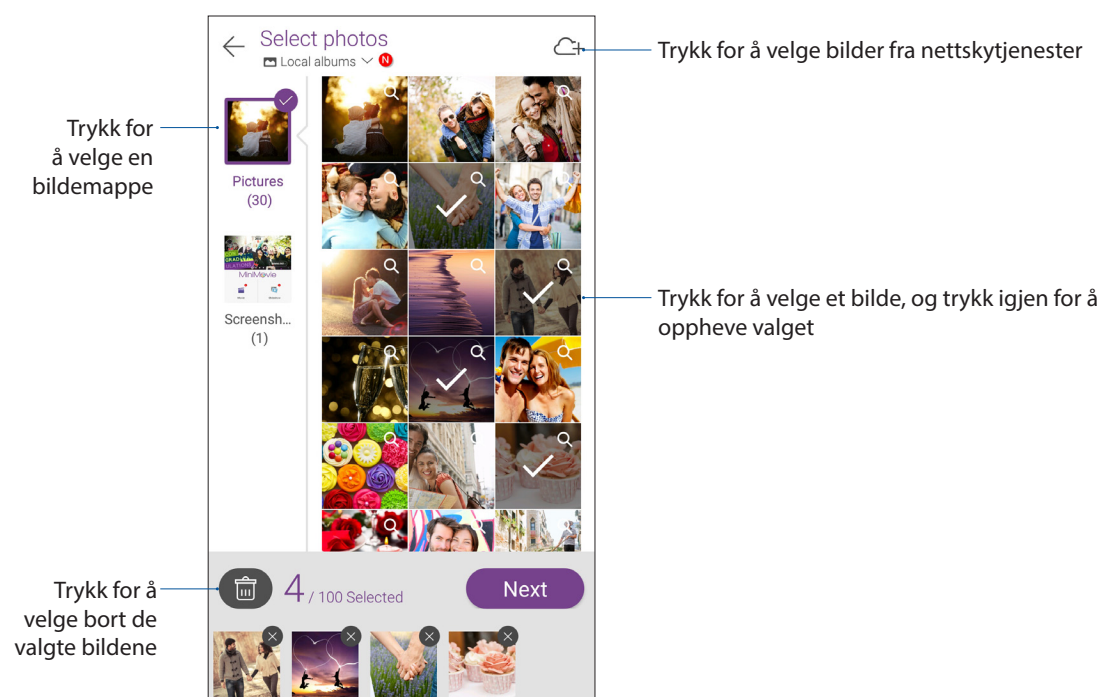 Select photos
Local albums N
Trykk for å velge bilder fra nettskytjenester
Trykk for
å velge en
bildemappe
Pictures
(30)
MiniMovie
Screensh...
(1)
Trykk for å velge et bilde, og trykk igjen for å
oppheve valget
Trykk for å
velge bort de
valgte bildene
4 / 100 Selected
Next